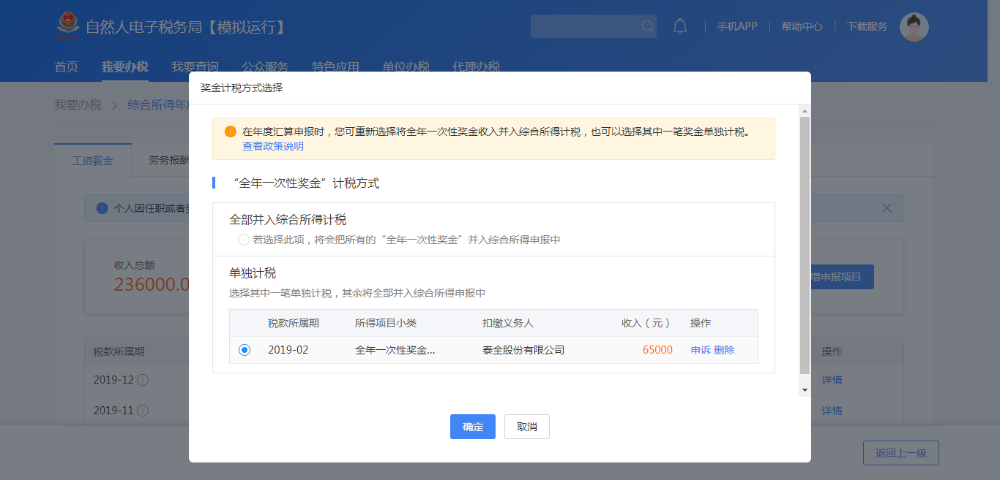 自然人电子税务局【模拟运行】
手机APP
帮助中心
下载服务
首页
我要办税
我要查询
公众服务
特色应用
单位办税
代理办税
我要办税
综合所得年
奖金计税方式选择
在年度汇算申报时，您可重新选择将全年一次性奖金收入并入综合所得计税，也可以选择其中一笔奖金单独计税。
查看政策说明
工资薪金
劳务报酬
“全年一次性奖金”计税方式
个人因任职或者受
全部并入综合所得计税
若选择此项，将会把所有的“全年一次性奖金”并入综合所得申报中
收入总额
236000.0
增申报项目
单独计税
选择其中一笔单独计税，其余将全部并入综合所得申报中
税款所属期 所得项目小类 扣缴义务人 收入（元） 操作
2019-02 全年一次性奖金... 泰全股份有限公司 65000 申诉 删除
税款所属期 操作
2019-12 详情
2019-11 详情
确定
取消
返回上一级